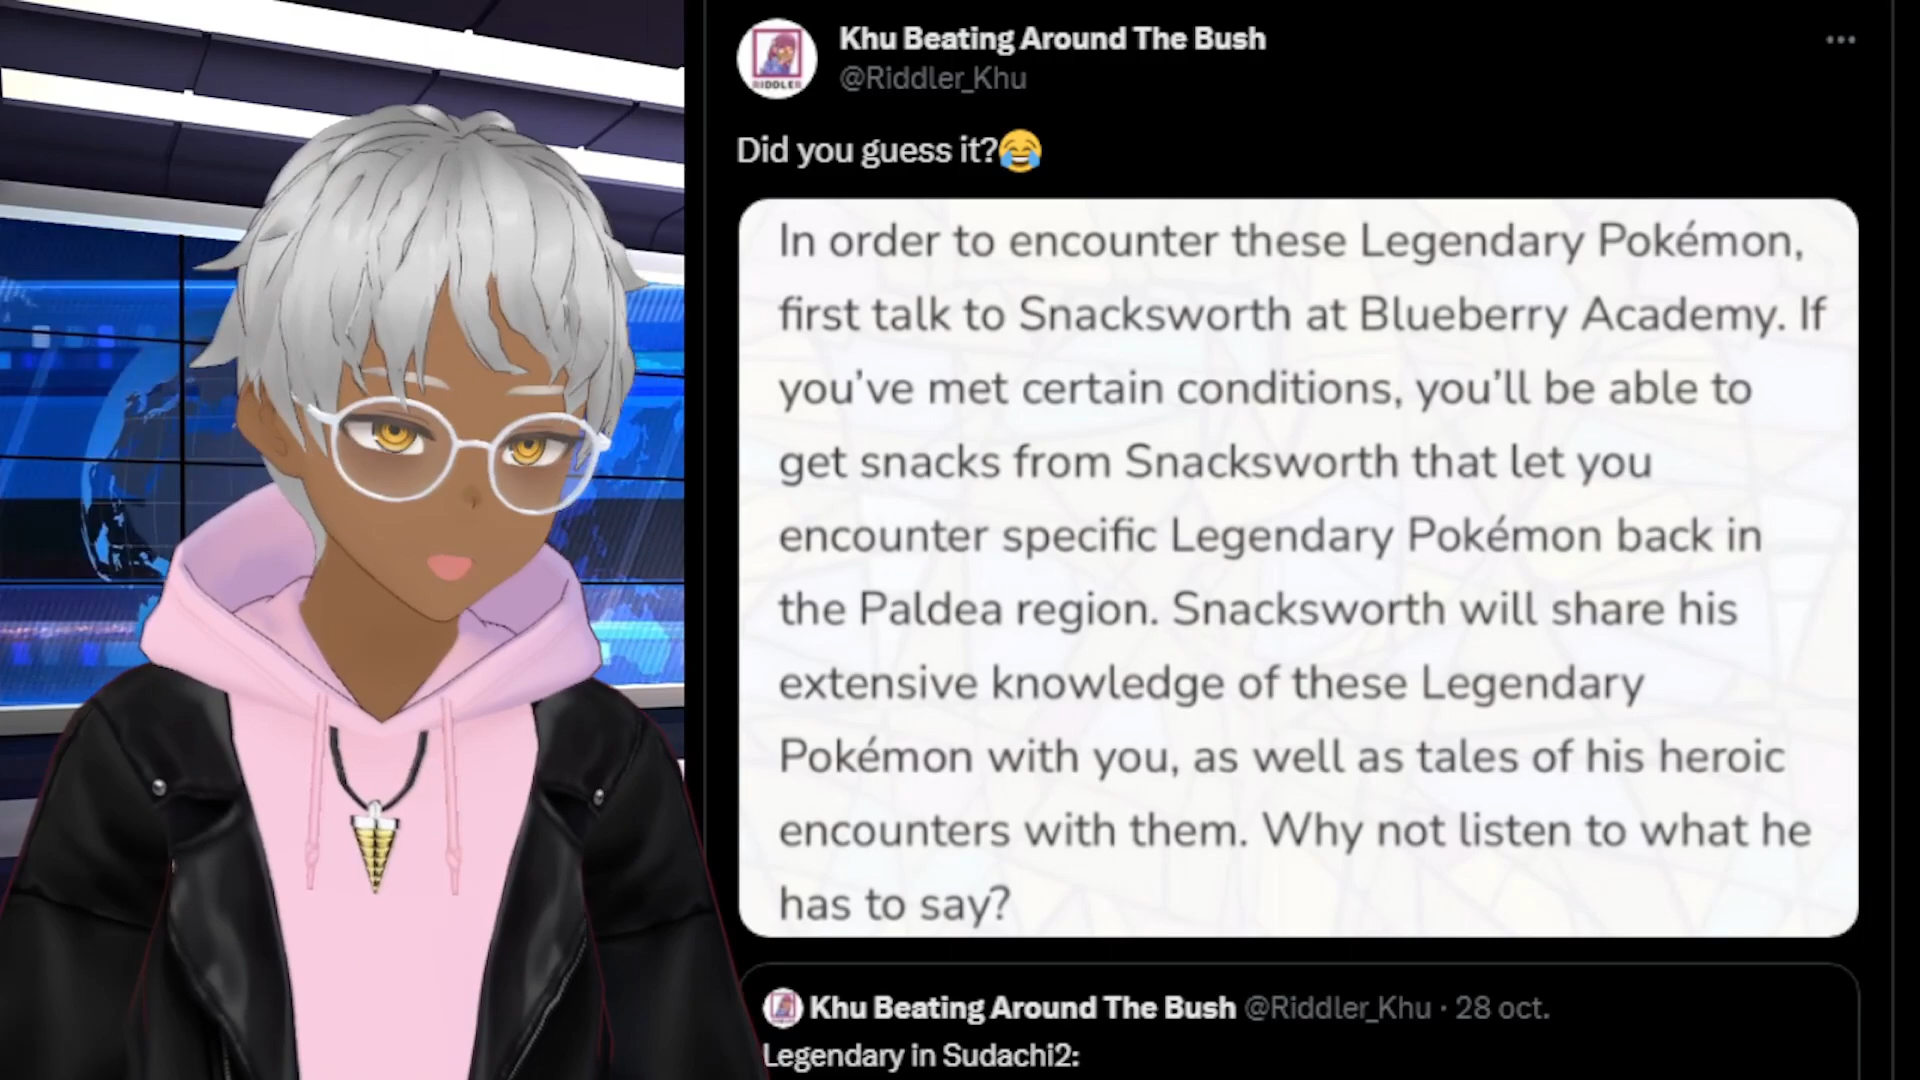 Khu Beating Around The Bush
@Riddler_Khu
Did you guess it?😂
In order to encounter these Legendary Pokémon,
first talk to Snacksworth at Blueberry Academy. If
you’ve met certain conditions, you’ll be able to
get snacks from Snacksworth that let you
encounter specific Legendary Pokémon back in
the Paldea region. Snacksworth will share his
extensive knowledge of these Legendary
Pokémon with you, as well as tales of his heroic
encounters with them. Why not listen to what he
has to say?
Khu Beating Around The Bush @Riddler_Khu · 28 oct.
Legendary in Sudachi2:
RIDDLER